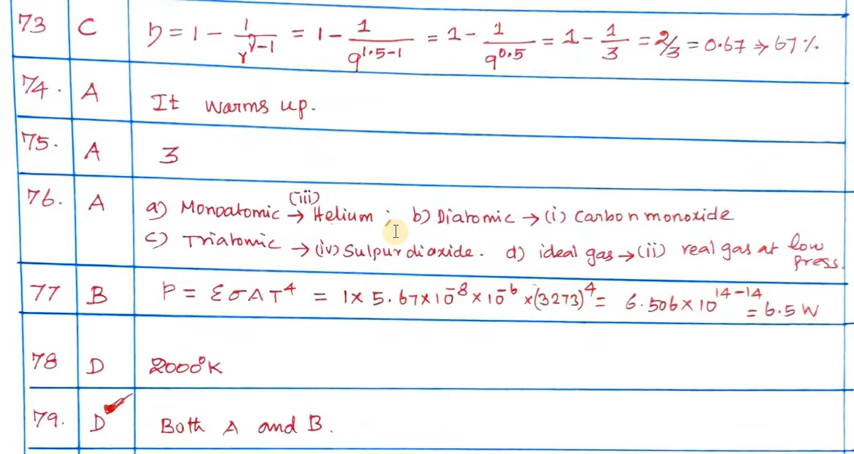 73 C η = 1 - 1/r^(γ-1) = 1 - 1/9^(1.5-1) = 1 - 1/9^0.5 = 1 - 1/3 = 2/3 = 0.67 → 67%
74. A It warms up.
75. A 3
76. A a) Monoatomic → (iii) Helium ; b) Diatomic → (i) Carbon monoxide
c) Triatomic → (iv) Sulpur dioxide. d) ideal gas → (ii) real gas at low press.
77 B P = ƐσAT⁴ = 1 × 5.67×10⁻⁸ × 10⁻⁶ × (3273)⁴ = 6.506 × 10^(14-14) = 6.5 W
78 D 2000°K
79. D Both A and B.